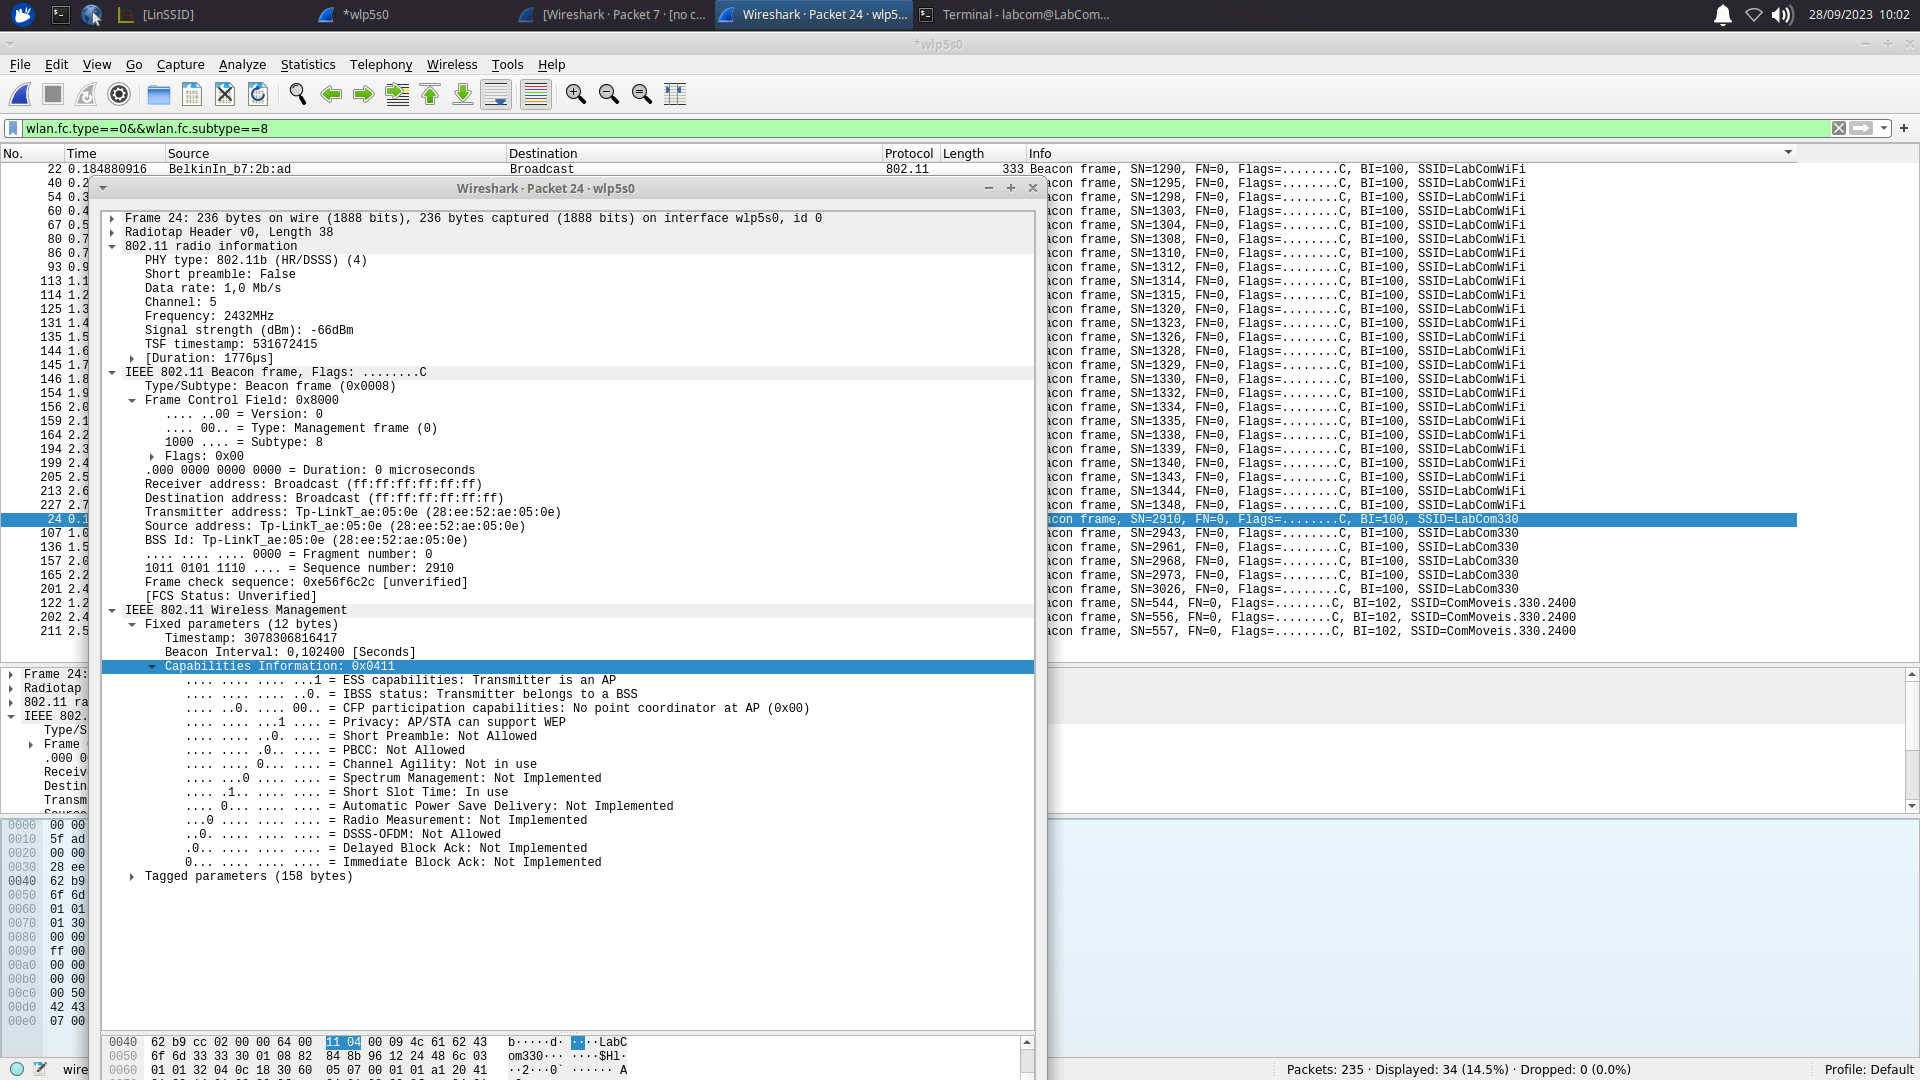 [LinSSID]
*wlp5s0
[Wireshark · Packet 7 · [no c...
Wireshark · Packet 24 · wlp5...
Terminal - labcom@LabCom...
28/09/2023 10:02
*wlp5s0
File Edit View Go Capture Analyze Statistics Telephony Wireless Tools Help
wlan.fc.type==0&&wlan.fc.subtype==8
No. Time Source Destination Protocol Length Info
22 0.184880916 BelkinIn_b7:2b:ad Broadcast 802.11 333 Beacon frame, SN=1290, FN=0, Flags=........C, BI=100, SSID=LabComWiFi
40 0.2 acon frame, SN=1295, FN=0, Flags=........C, BI=100, SSID=LabComWiFi
54 0.3 acon frame, SN=1298, FN=0, Flags=........C, BI=100, SSID=LabComWiFi
60 0.4 acon frame, SN=1303, FN=0, Flags=........C, BI=100, SSID=LabComWiFi
67 0.5 acon frame, SN=1304, FN=0, Flags=........C, BI=100, SSID=LabComWiFi
80 0.7 acon frame, SN=1308, FN=0, Flags=........C, BI=100, SSID=LabComWiFi
86 0.7 acon frame, SN=1310, FN=0, Flags=........C, BI=100, SSID=LabComWiFi
93 0.9 acon frame, SN=1312, FN=0, Flags=........C, BI=100, SSID=LabComWiFi
113 1.1 acon frame, SN=1314, FN=0, Flags=........C, BI=100, SSID=LabComWiFi
114 1.2 acon frame, SN=1315, FN=0, Flags=........C, BI=100, SSID=LabComWiFi
125 1.3 acon frame, SN=1320, FN=0, Flags=........C, BI=100, SSID=LabComWiFi
131 1.4 acon frame, SN=1323, FN=0, Flags=........C, BI=100, SSID=LabComWiFi
135 1.5 acon frame, SN=1326, FN=0, Flags=........C, BI=100, SSID=LabComWiFi
144 1.6 acon frame, SN=1328, FN=0, Flags=........C, BI=100, SSID=LabComWiFi
145 1.7 acon frame, SN=1329, FN=0, Flags=........C, BI=100, SSID=LabComWiFi
146 1.8 acon frame, SN=1330, FN=0, Flags=........C, BI=100, SSID=LabComWiFi
154 1.9 acon frame, SN=1332, FN=0, Flags=........C, BI=100, SSID=LabComWiFi
156 2.0 acon frame, SN=1334, FN=0, Flags=........C, BI=100, SSID=LabComWiFi
159 2.1 acon frame, SN=1335, FN=0, Flags=........C, BI=100, SSID=LabComWiFi
164 2.2 acon frame, SN=1338, FN=0, Flags=........C, BI=100, SSID=LabComWiFi
194 2.3 acon frame, SN=1339, FN=0, Flags=........C, BI=100, SSID=LabComWiFi
199 2.4 acon frame, SN=1340, FN=0, Flags=........C, BI=100, SSID=LabComWiFi
205 2.5 acon frame, SN=1343, FN=0, Flags=........C, BI=100, SSID=LabComWiFi
213 2.6 acon frame, SN=1344, FN=0, Flags=........C, BI=100, SSID=LabComWiFi
227 2.7 acon frame, SN=1348, FN=0, Flags=........C, BI=100, SSID=LabComWiFi
24 0.1 acon frame, SN=2910, FN=0, Flags=........C, BI=100, SSID=LabCom330
107 1.0 acon frame, SN=2943, FN=0, Flags=........C, BI=100, SSID=LabCom330
136 1.5 acon frame, SN=2961, FN=0, Flags=........C, BI=100, SSID=LabCom330
157 2.0 acon frame, SN=2968, FN=0, Flags=........C, BI=100, SSID=LabCom330
165 2.2 acon frame, SN=2973, FN=0, Flags=........C, BI=100, SSID=LabCom330
201 2.4 acon frame, SN=3026, FN=0, Flags=........C, BI=100, SSID=LabCom330
122 1.2 acon frame, SN=544, FN=0, Flags=........C, BI=102, SSID=ComMoveis.330.2400
202 2.4 acon frame, SN=556, FN=0, Flags=........C, BI=102, SSID=ComMoveis.330.2400
211 2.5 acon frame, SN=557, FN=0, Flags=........C, BI=102, SSID=ComMoveis.330.2400
Wireshark · Packet 24 · wlp5s0
Frame 24: 236 bytes on wire (1888 bits), 236 bytes captured (1888 bits) on interface wlp5s0, id 0
Radiotap Header v0, Length 38
802.11 radio information
PHY type: 802.11b (HR/DSSS) (4)
Short preamble: False
Data rate: 1,0 Mb/s
Channel: 5
Frequency: 2432MHz
Signal strength (dBm): -66dBm
TSF timestamp: 531672415
[Duration: 1776µs]
IEEE 802.11 Beacon frame, Flags: ........C
Type/Subtype: Beacon frame (0x0008)
Frame Control Field: 0x8000
.... ..00 = Version: 0
.... 00.. = Type: Management frame (0)
1000 .... = Subtype: 8
Flags: 0x00
.000 0000 0000 0000 = Duration: 0 microseconds
Receiver address: Broadcast (ff:ff:ff:ff:ff:ff)
Destination address: Broadcast (ff:ff:ff:ff:ff:ff)
Transmitter address: Tp-LinkT_ae:05:0e (28:ee:52:ae:05:0e)
Source address: Tp-LinkT_ae:05:0e (28:ee:52:ae:05:0e)
BSS Id: Tp-LinkT_ae:05:0e (28:ee:52:ae:05:0e)
.... .... .... 0000 = Fragment number: 0
1011 0101 1110 .... = Sequence number: 2910
Frame check sequence: 0xe56f6c2c [unverified]
[FCS Status: Unverified]
IEEE 802.11 Wireless Management
Fixed parameters (12 bytes)
Timestamp: 3078306816417
Beacon Interval: 0,102400 [Seconds]
Capabilities Information: 0x0411
.... .... .... ...1 = ESS capabilities: Transmitter is an AP
.... .... .... ..0. = IBSS status: Transmitter belongs to a BSS
.... ..0. .... 00.. = CFP participation capabilities: No point coordinator at AP (0x00)
.... .... ...1 .... = Privacy: AP/STA can support WEP
.... .... ..0. .... = Short Preamble: Not Allowed
.... .... .0.. .... = PBCC: Not Allowed
.... .... 0... .... = Channel Agility: Not in use
.... ...0 .... .... = Spectrum Management: Not Implemented
.... .1.. .... .... = Short Slot Time: In use
.... 0... .... .... = Automatic Power Save Delivery: Not Implemented
...0 .... .... .... = Radio Measurement: Not Implemented
..0. .... .... .... = DSSS-OFDM: Not Allowed
.0.. .... .... .... = Delayed Block Ack: Not Implemented
0... .... .... .... = Immediate Block Ack: Not Implemented
Tagged parameters (158 bytes)
0040 62 b9 cc 02 00 00 64 00 11 04 00 09 4c 61 62 43 b·····d· ····LabC
0050 6f 6d 33 33 30 01 08 82 84 8b 96 12 24 48 6c 03 om330··· ····$Hl·
0060 01 01 32 04 0c 18 30 60 05 07 00 01 01 a1 20 41 ··2···0` ······ A
Frame 24:
Radiotap
802.11 ra
IEEE 802.
Type/S
Frame
.000 0
Receiv
Destin
Transm
0000 00 00
0010 5f ad
0020 00 00
0030 28 ee
0040 62 b9
0050 6f 6d
0060 01 01
0070 01 30
0080 00 00
0090 ff 00
00a0 00 00
00b0 00 00
00c0 00 50
00d0 42 43
00e0 07 00
wire
Packets: 235 · Displayed: 34 (14.5%) · Dropped: 0 (0.0%)
Profile: Default